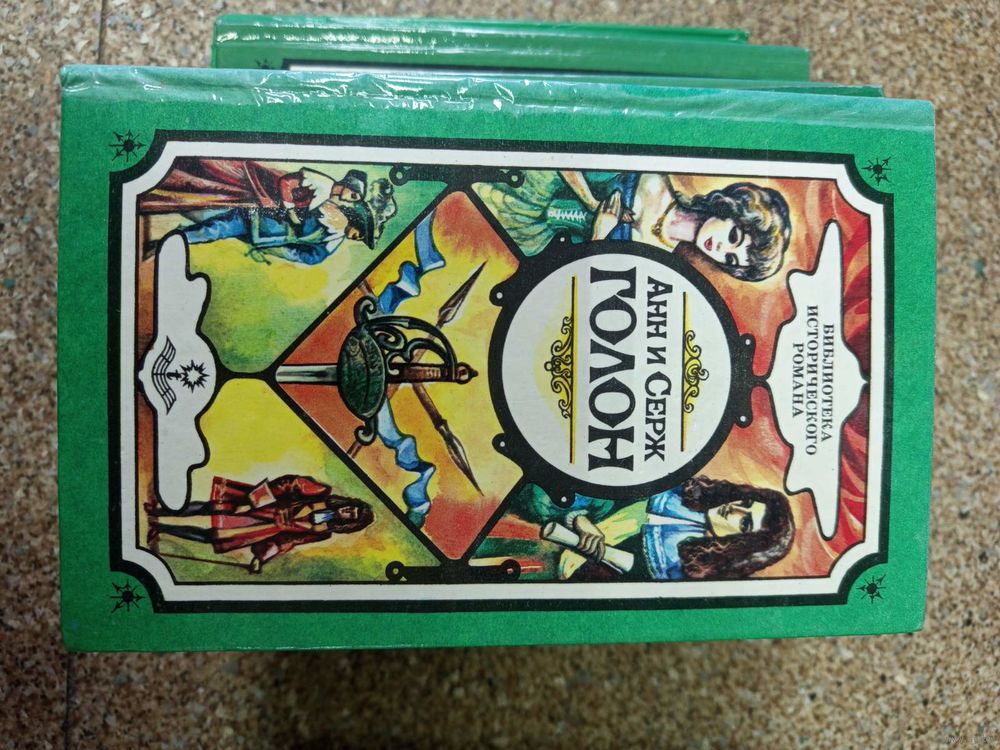 БИБЛИОТЕКА
ИСТОРИЧЕСКОГО
РОМАНА
АНН И СЕРЖ
ГОЛОН